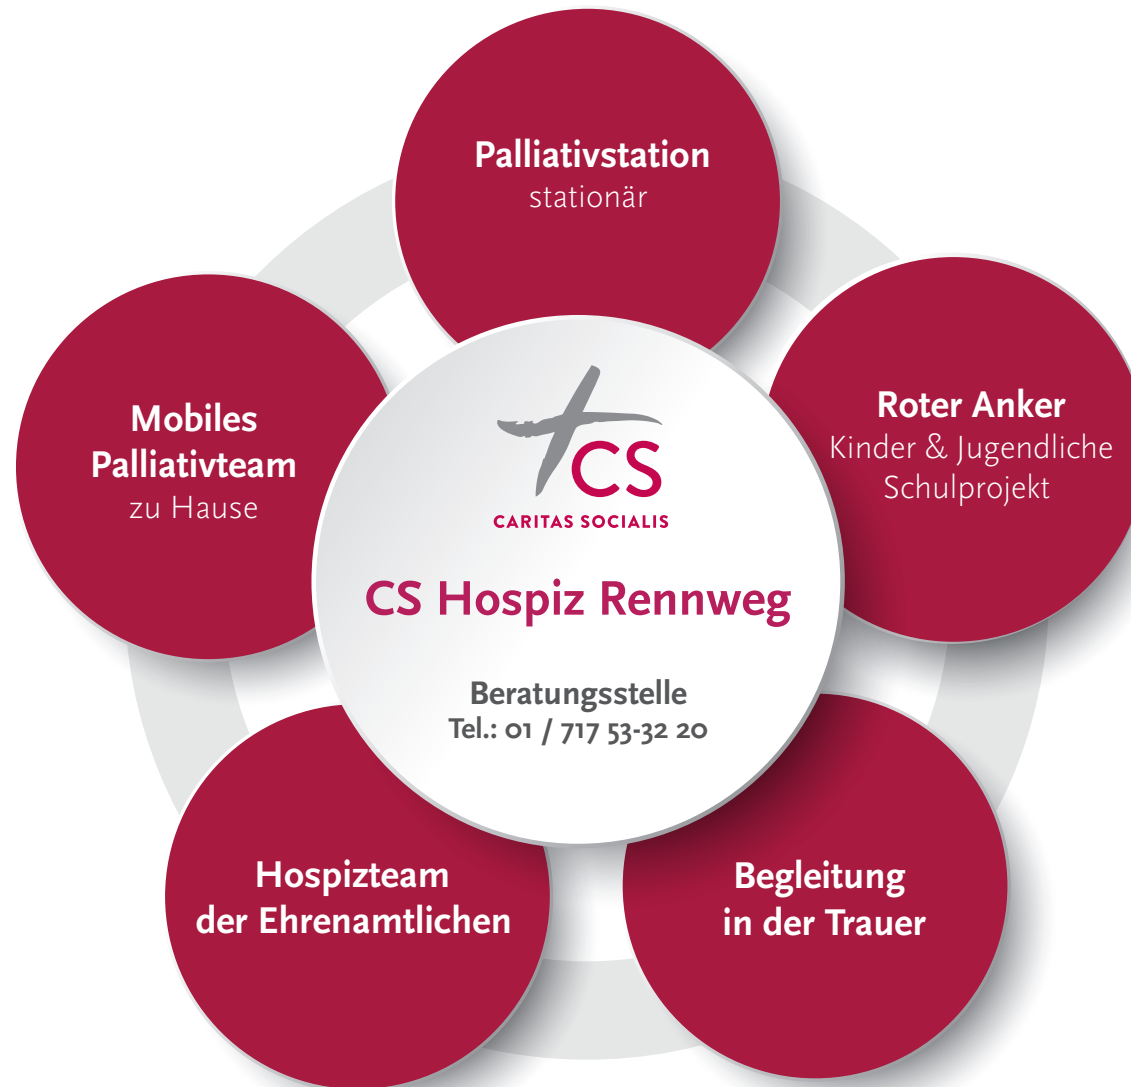 Palliativstation
stationär
Mobiles
Palliativteam
zu Hause
Roter Anker
Kinder & Jugendliche
Schulprojekt
CS
CARITAS SOCIALIS
CS Hospiz Rennweg
Beratungsstelle
Tel.: 01 / 717 53-32 20
Hospizteam
der Ehrenamtlichen
Begleitung
in der Trauer